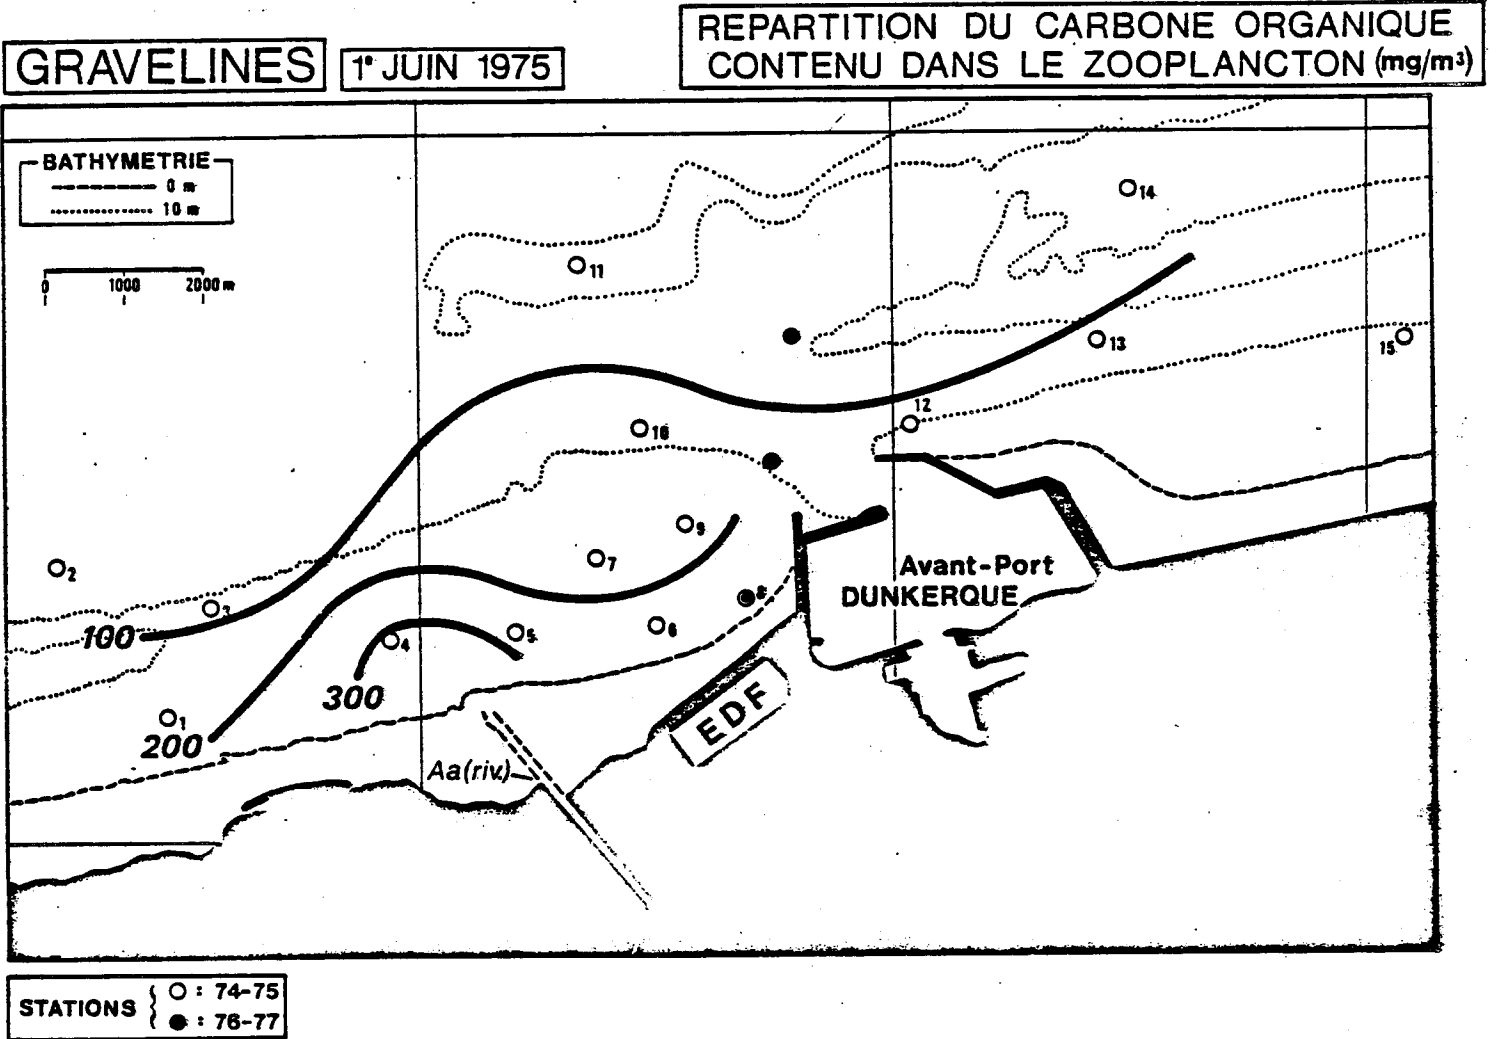 GRAVELINES
1ᵉ JUIN 1975
REPARTITION DU CARBONE ORGANIQUE
CONTENU DANS LE ZOOPLANCTON (mg/m³)
BATHYMETRIE
0 m
10 m
0 1000 2000 m
14
11
13
15
12
10
9
2
7
Avant-Port
DUNKERQUE
8
3
100
6
5
4
300
EDF
1
200
Aa(riv.)
STATIONS
: 74-75
: 76-77